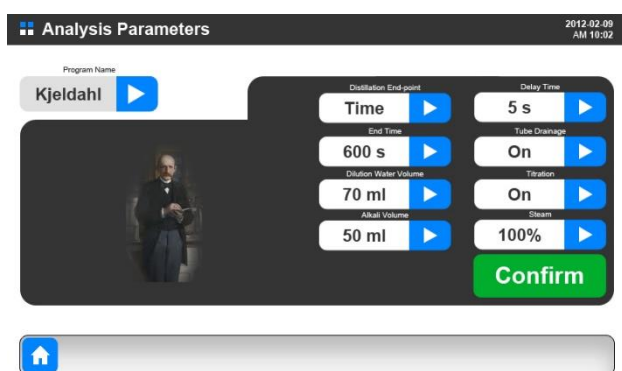 Analysis Parameters
2012-02-09
AM 10:02
Program Name
Kjeldahl
Distillation End-point
Time
End Time
600 s
Dilution Water Volume
70 ml
Alkali Volume
50 ml
Delay Time
5 s
Tube Drainage
On
Titration
On
Steam
100%
Confirm